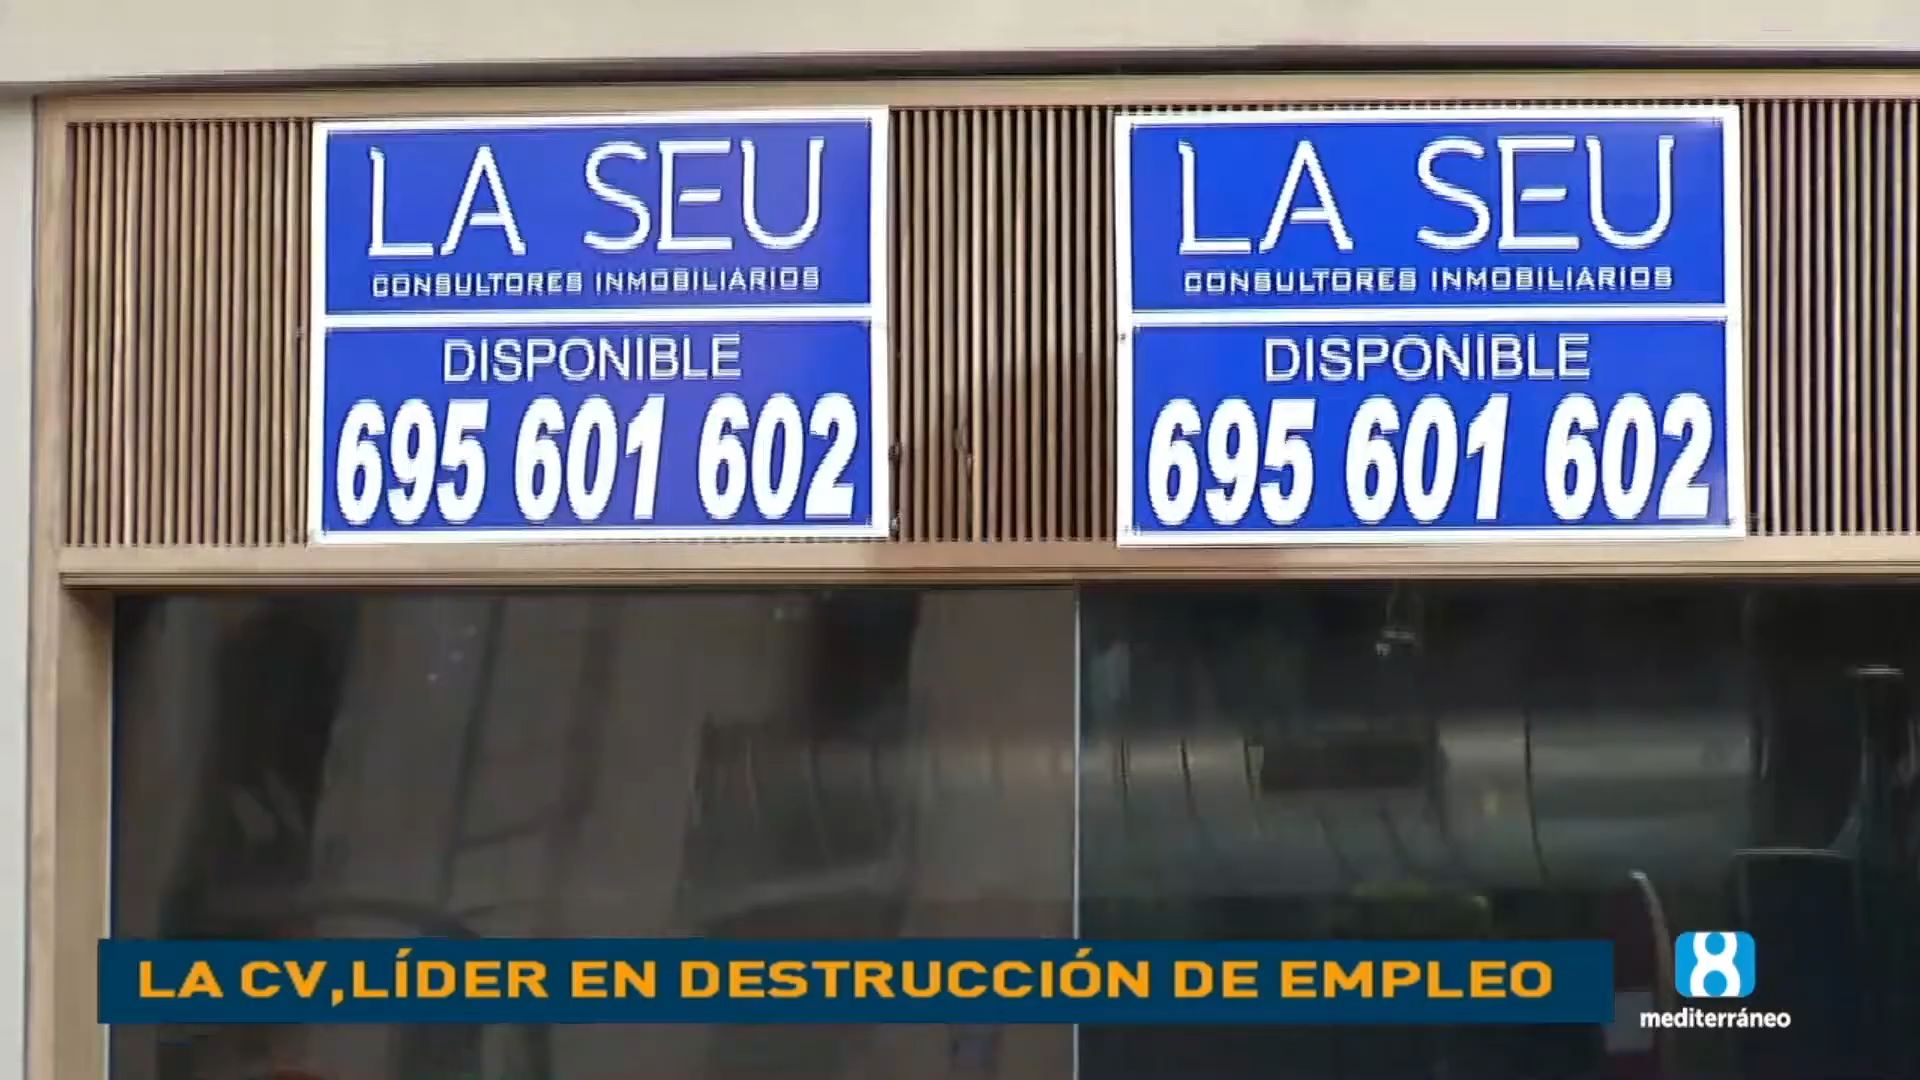 LA SEU
CONSULTORES INMOBILIARIOS
DISPONIBLE
695 601 602
LA SEU
CONSULTORES INMOBILIARIOS
DISPONIBLE
695 601 602
LA CV,LÍDER EN DESTRUCCIÓN DE EMPLEO
8
mediterráneo